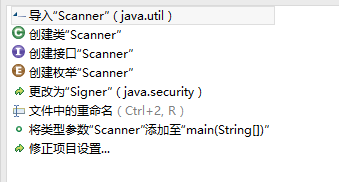 导入"Scanner" ( java.util )
创建类"Scanner"
创建接口"Scanner"
创建枚举"Scanner"
更改为"Signer" ( java.security )
文件中的重命名 ( Ctrl+2, R )
将类型参数"Scanner"添加至"main(String[])"
修正项目设置...